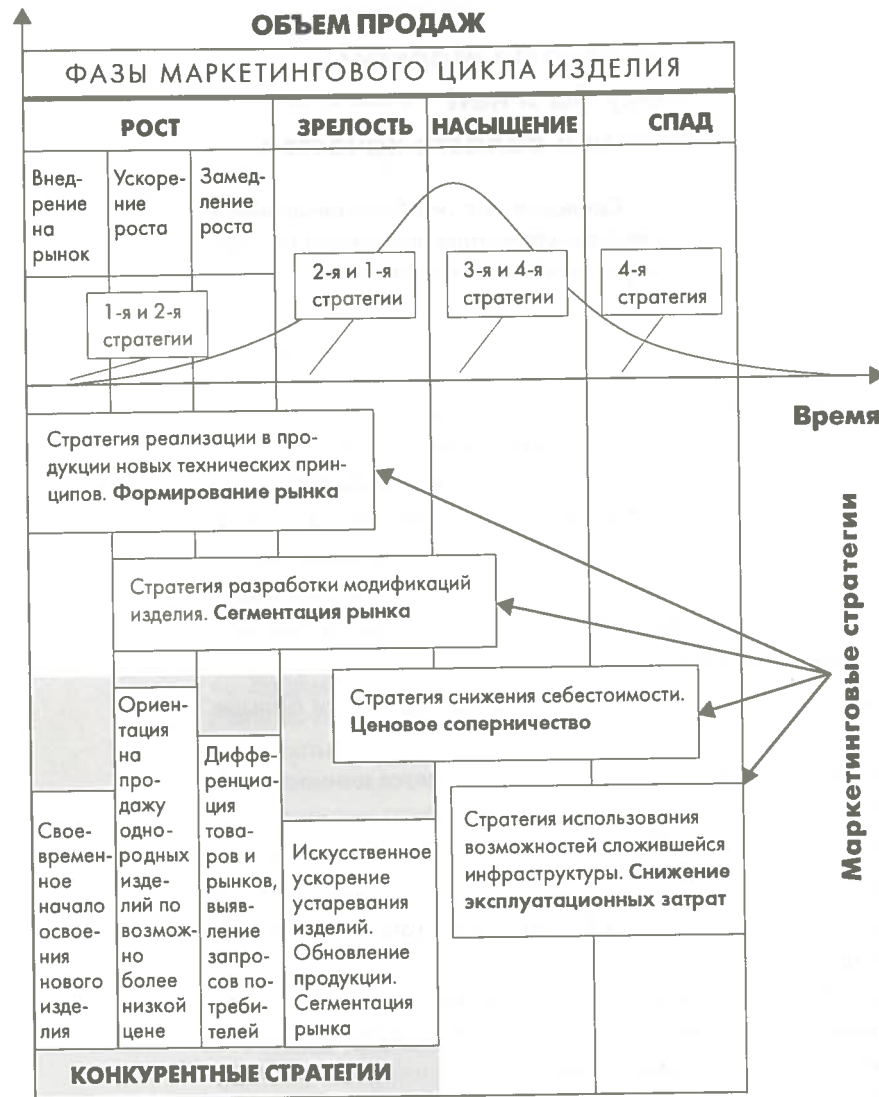 ОБЪЕМ ПРОДАЖ
ФАЗЫ МАРКЕТИНГОВОГО ЦИКЛА ИЗДЕЛИЯ
РОСТ
ЗРЕЛОСТЬ
НАСЫЩЕНИЕ
СПАД
Внед-
рение
на
рынок
Ускоре-
ние
роста
Замед-
ление
роста
1-я и 2-я
стратегии
2-я и 1-я
стратегии
3-я и 4-я
стратегии
4-я
стратегия
Время
Стратегия реализации в про-
дукции новых технических прин-
ципов. Формирование рынка
Стратегия разработки модификаций
изделия. Сегментация рынка
Стратегия снижения себестоимости.
Ценовое соперничество
Стратегия использования
возможностей сложившейся
инфраструктуры. Снижение
эксплуатационных затрат
Маркетинговые стратегии
Свое-
времен-
ное
начало
освое-
ния
нового
изде-
лия
Ориен-
тация
на
про-
дажу
одно-
родных
изде-
лий по
возмож-
но
более
низкой
цене
Диффе-
ренциа-
ция
това-
ров и
рынков,
выяв-
ление
запро-
сов по-
треби-
телей
Искусственное
ускорение
устаревания
изделий.
Обновление
продукции.
Сегментация
рынка
КОНКУРЕНТНЫЕ СТРАТЕГИИ